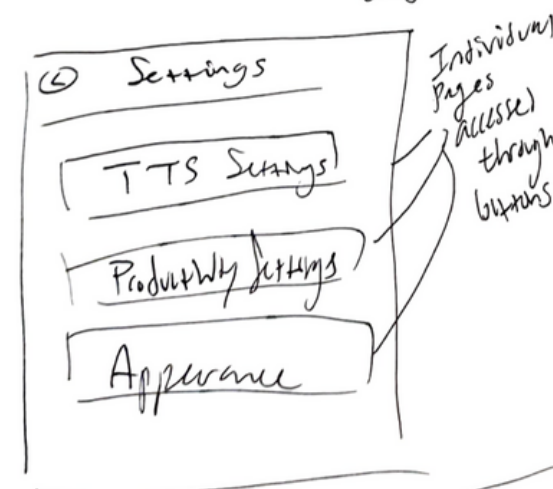 Settings
TTS Settings
Productivity Settings
Appearance
Individual
Pages
accessed
through
buttons